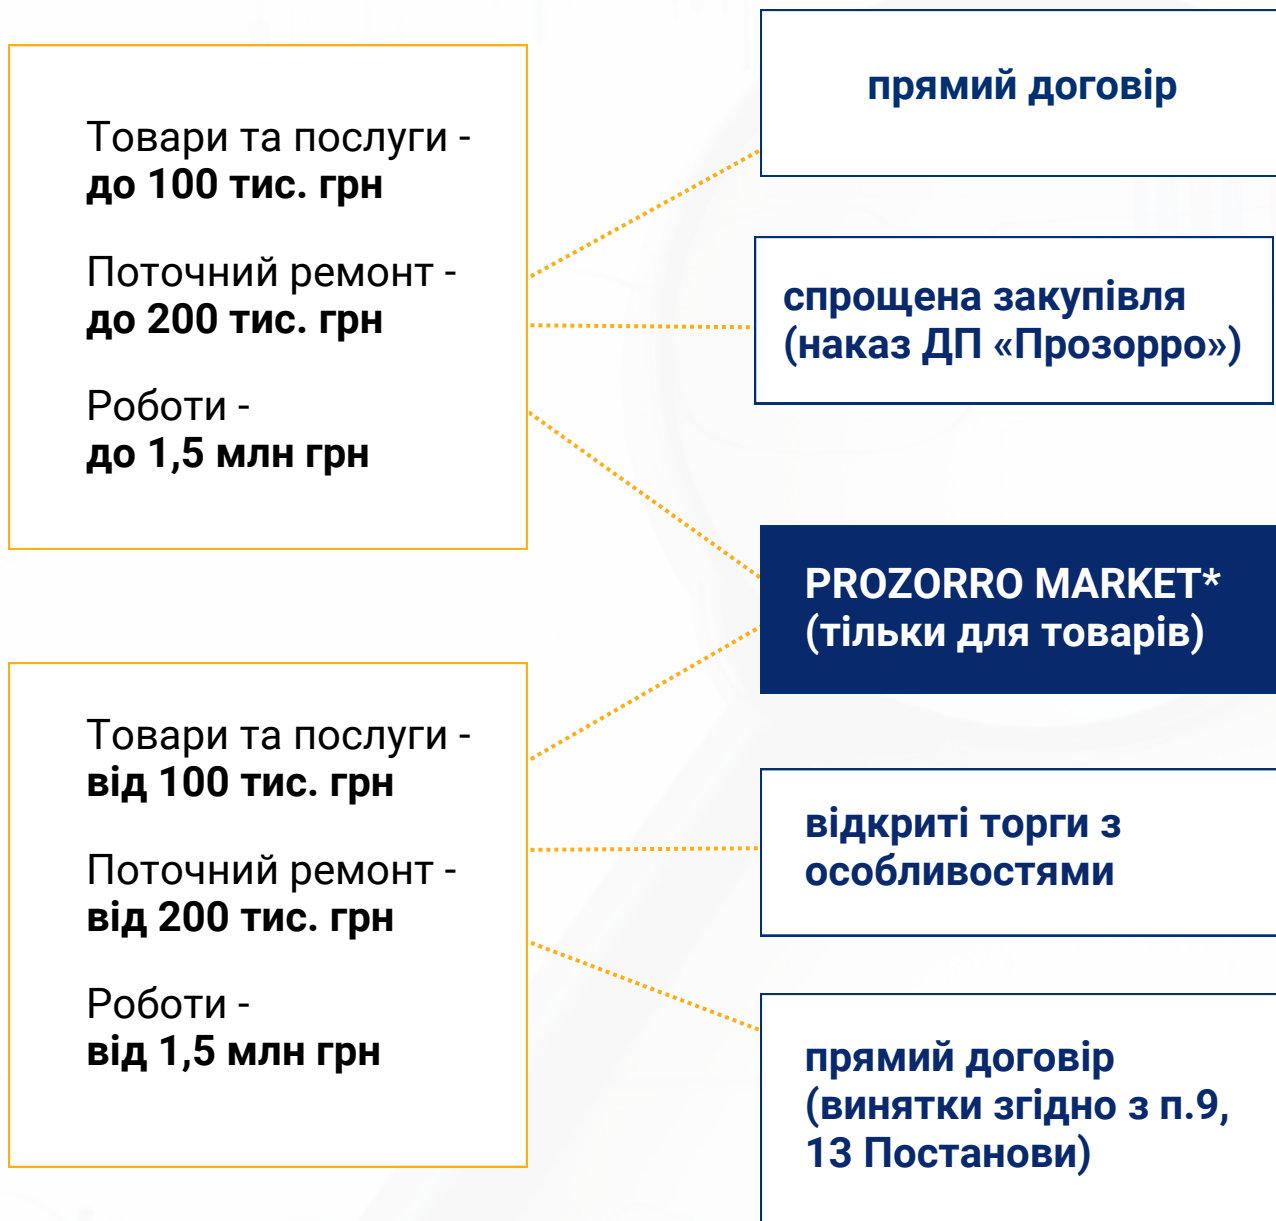 Товари та послуги -
до 100 тис. грн
Поточний ремонт -
до 200 тис. грн
Роботи -
до 1,5 млн грн
прямий договір
спрощена закупівля
(наказ ДП «Прозорро»)
PROZORRO MARKET*
(тільки для товарів)
Товари та послуги -
від 100 тис. грн
Поточний ремонт -
від 200 тис. грн
Роботи -
від 1,5 млн грн
відкриті торги з
особливостями
прямий договір
(винятки згідно з п.9,
13 Постанови)